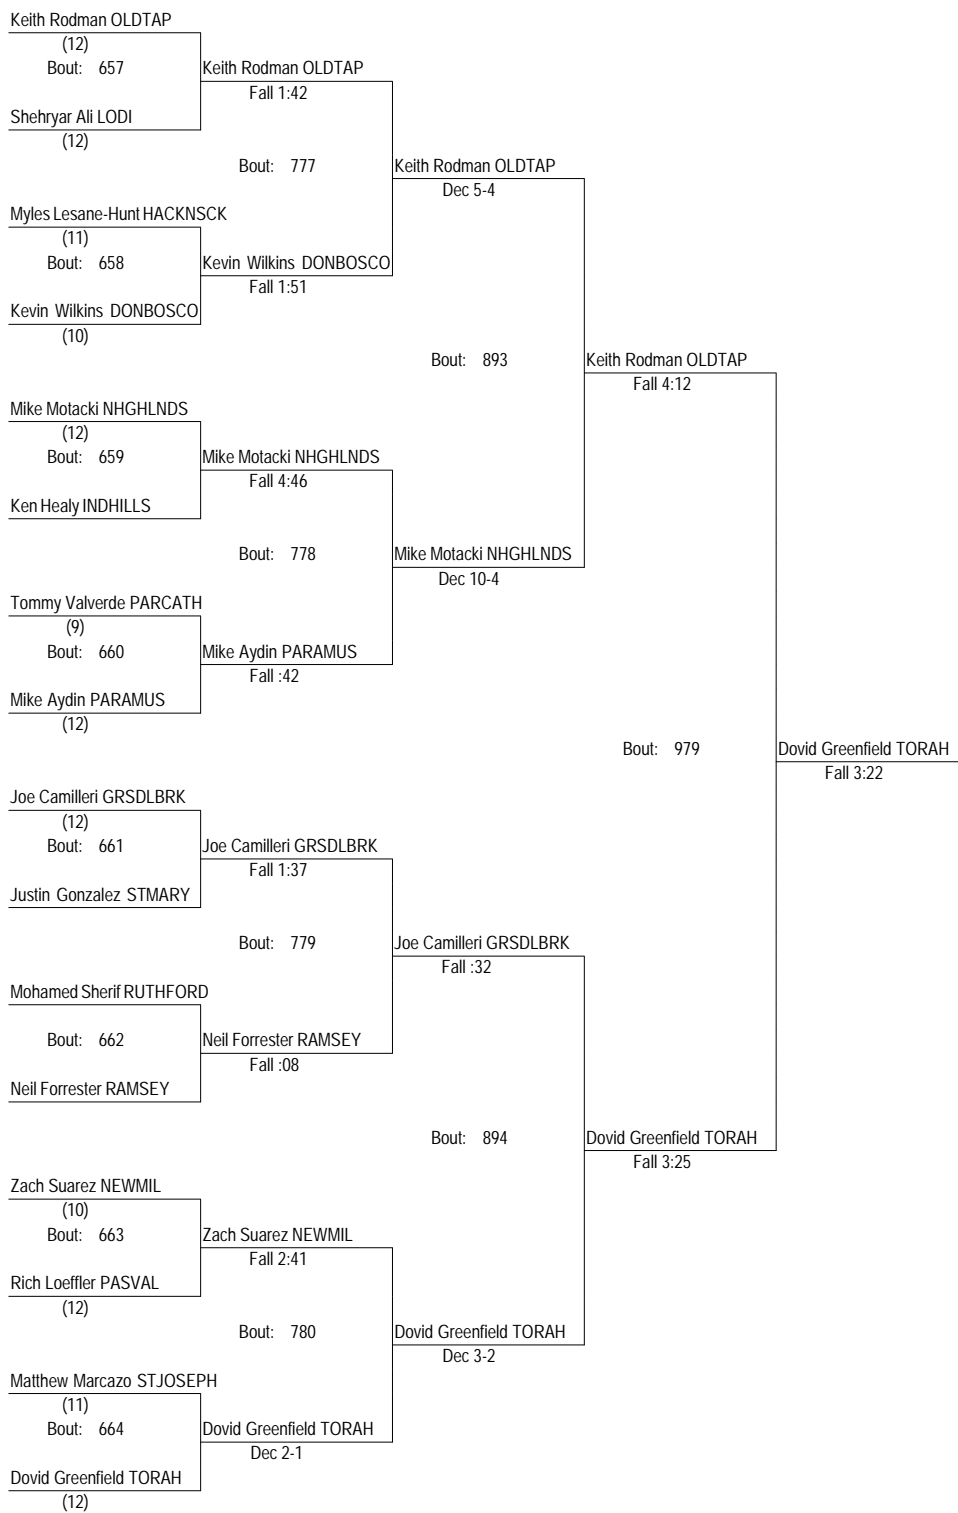 Keith Rodman OLDTAP
(12)
Bout: 657
Keith Rodman OLDTAP
Fall 1:42
Shehryar Ali LODI
(12)
Bout: 777
Keith Rodman OLDTAP
Dec 5-4
Myles Lesane-Hunt HACKNSCK
(11)
Bout: 658
Kevin Wilkins DONBOSCO
Fall 1:51
Kevin Wilkins DONBOSCO
(10)
Bout: 893
Keith Rodman OLDTAP
Fall 4:12
Mike Motacki NHGHLNDS
(12)
Bout: 659
Mike Motacki NHGHLNDS
Fall 4:46
Ken Healy INDHILLS
Bout: 778
Mike Motacki NHGHLNDS
Dec 10-4
Tommy Valverde PARCATH
(9)
Bout: 660
Mike Aydin PARAMUS
Fall :42
Mike Aydin PARAMUS
(12)
Bout: 979
Dovid Greenfield TORAH
Fall 3:22
Joe Camilleri GRSDLBRK
(12)
Bout: 661
Joe Camilleri GRSDLBRK
Fall 1:37
Justin Gonzalez STMARY
Bout: 779
Joe Camilleri GRSDLBRK
Fall :32
Mohamed Sherif RUTHFORD
Bout: 662
Neil Forrester RAMSEY
Fall :08
Neil Forrester RAMSEY
Bout: 894
Dovid Greenfield TORAH
Fall 3:25
Zach Suarez NEWMIL
(10)
Bout: 663
Zach Suarez NEWMIL
Fall 2:41
Rich Loeffler PASVAL
(12)
Bout: 780
Dovid Greenfield TORAH
Dec 3-2
Matthew Marcazo STJOSEPH
(11)
Bout: 664
Dovid Greenfield TORAH
Dec 2-1
Dovid Greenfield TORAH
(12)